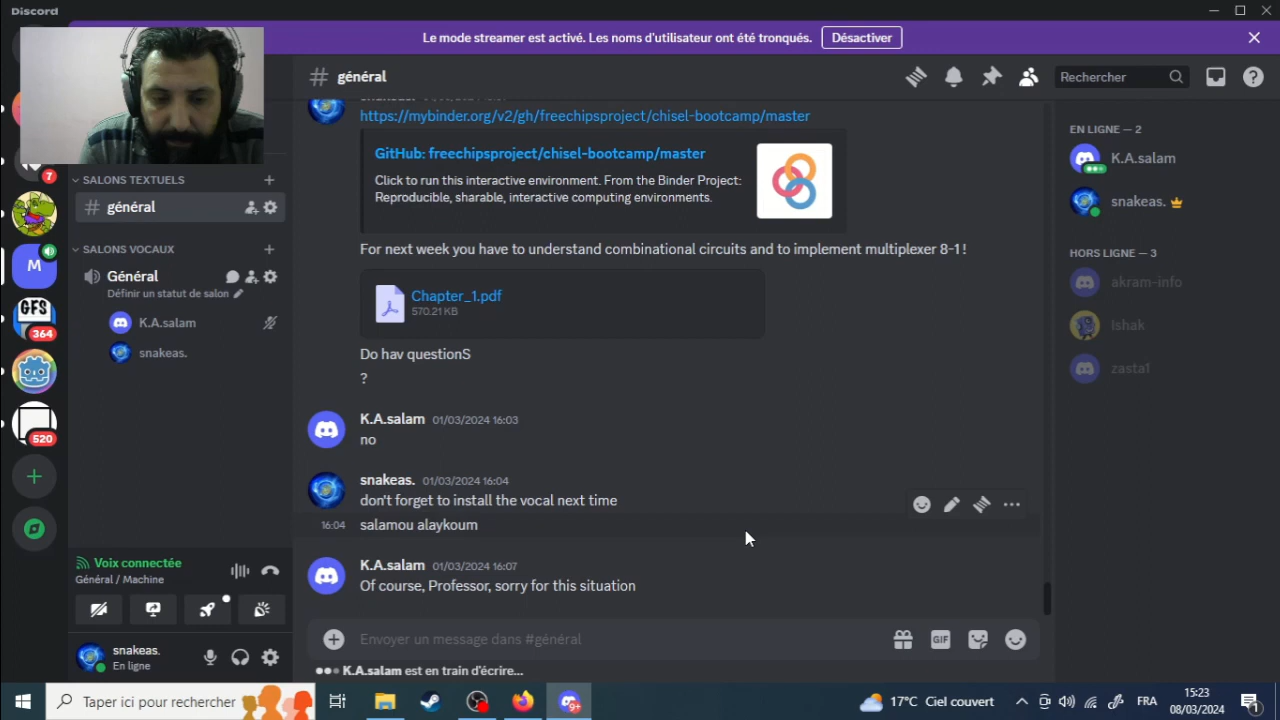 Discord
Le mode streamer est activé. Les noms d'utilisateur ont été tronqués.
Désactiver
général
Rechercher
https://mybinder.org/v2/gh/freechipsproject/chisel-bootcamp/master
GitHub: freechipsproject/chisel-bootcamp/master
Click to run this interactive environment. From the Binder Project:
Reproducible, sharable, interactive computing environments.
For next week you have to understand combinational circuits and to implement multiplexer 8-1!
Chapter_1.pdf
570.21 KB
Do hav questionS
?
K.A.salam 01/03/2024 16:03
no
snakeas. 01/03/2024 16:04
don't forget to install the vocal next time
16:04 salamou alaykoum
K.A.salam 01/03/2024 16:07
Of course, Professor, sorry for this situation
Envoyer un message dans #général
GIF
K.A.salam est en train d'écrire...
7
M
GFS
364
520
SALONS TEXTUELS
général
SALONS VOCAUX
Général
Définir un statut de salon
K.A.salam
snakeas.
Voix connectée
Général / Machine
snakeas.
En ligne
EN LIGNE — 2
K.A.salam
snakeas.
HORS LIGNE — 3
akram-info
Ishak
zasta1
Taper ici pour rechercher
9+
17°C Ciel couvert
FRA
15:23
08/03/2024
1